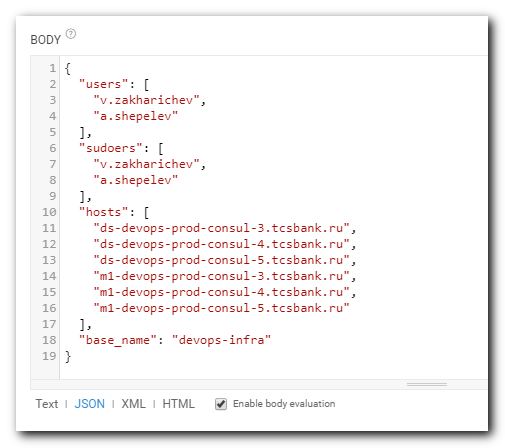 BODY ?
1 {
2 "users": [
3 "v.zakharichev",
4 "a.shepelev"
5 ],
6 "sudoers": [
7 "v.zakharichev",
8 "a.shepelev"
9 ],
10 "hosts": [
11 "ds-devops-prod-consul-3.tcsbank.ru",
12 "ds-devops-prod-consul-4.tcsbank.ru",
13 "ds-devops-prod-consul-5.tcsbank.ru",
14 "m1-devops-prod-consul-3.tcsbank.ru",
15 "m1-devops-prod-consul-4.tcsbank.ru",
16 "m1-devops-prod-consul-5.tcsbank.ru"
17 ],
18 "base_name": "devops-infra"
19 }
Text | JSON | XML | HTML Enable body evaluation